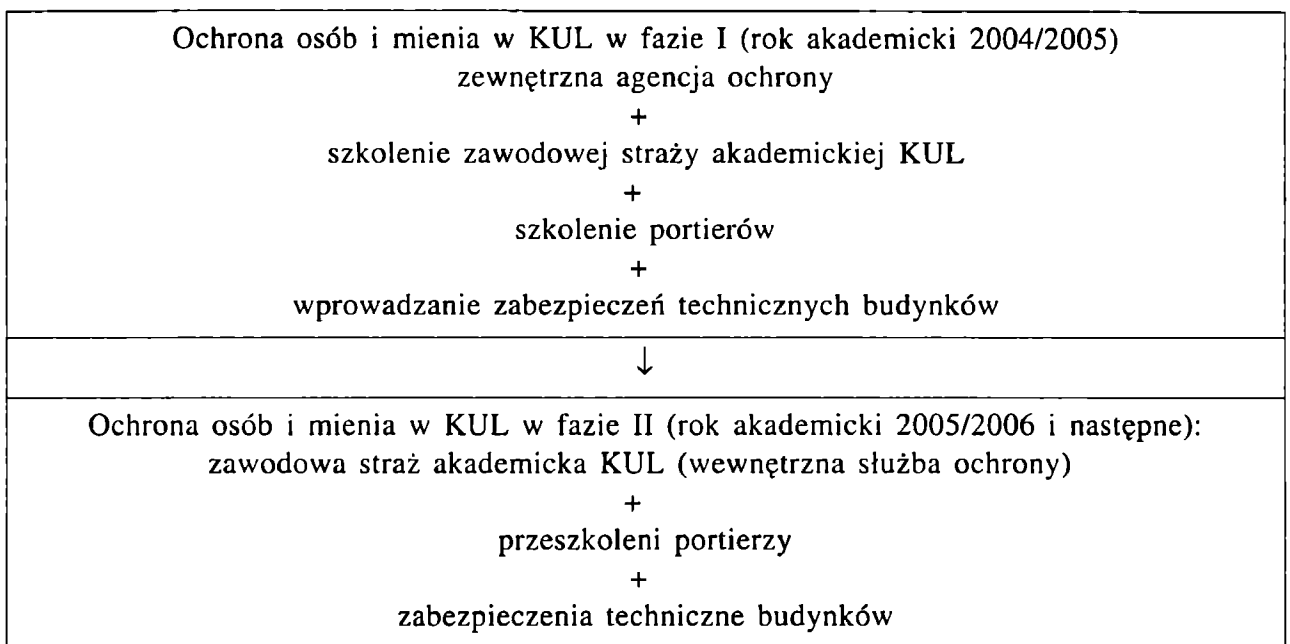 Ochrona osób i mienia w KUL w fazie I (rok akademicki 2004/2005)
zewnętrzna agencja ochrony
+
szkolenie zawodowej straży akademickiej KUL
+
szkolenie portierów
+
wprowadzanie zabezpieczeń technicznych budynków
↓
Ochrona osób i mienia w KUL w fazie II (rok akademicki 2005/2006 i następne):
zawodowa straż akademicka KUL (wewnętrzna służba ochrony)
+
przeszkoleni portierzy
+
zabezpieczenia techniczne budynków